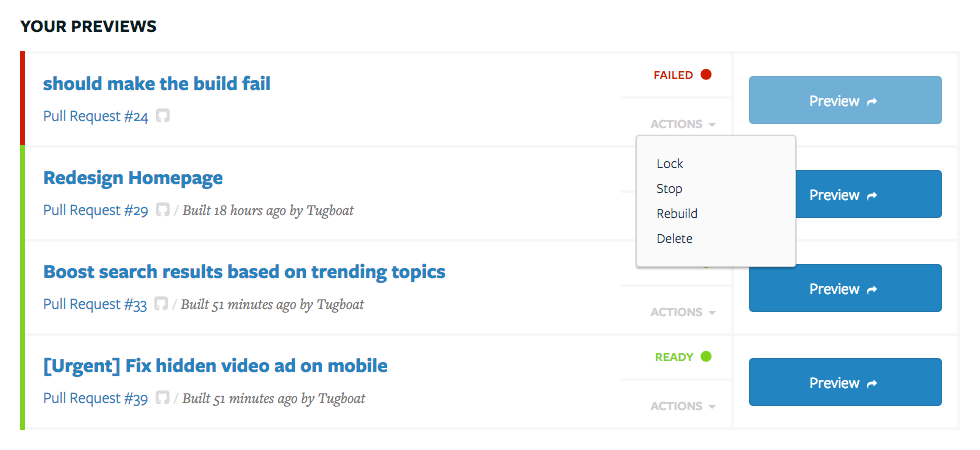 YOUR PREVIEWS
should make the build fail
FAILED
Preview
Pull Request #24
ACTIONS
Lock
Stop
Rebuild
Delete
Redesign Homepage
Preview
Pull Request #29 / Built 18 hours ago by Tugboat
Boost search results based on trending topics
Preview
Pull Request #33 / Built 51 minutes ago by Tugboat
ACTIONS
[Urgent] Fix hidden video ad on mobile
READY
Preview
Pull Request #39 / Built 51 minutes ago by Tugboat
ACTIONS